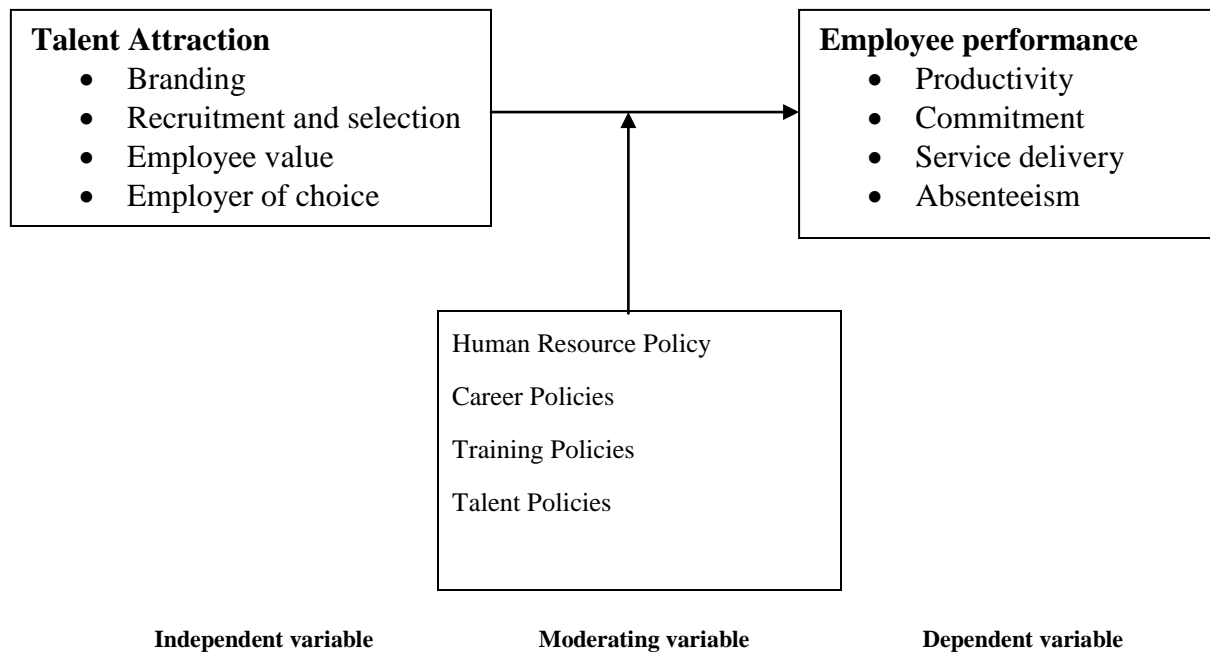 Talent Attraction
• Branding
• Recruitment and selection
• Employee value
• Employer of choice
Employee performance
• Productivity
• Commitment
• Service delivery
• Absenteeism
Human Resource Policy
Career Policies
Training Policies
Talent Policies
Independent variable
Moderating variable
Dependent variable